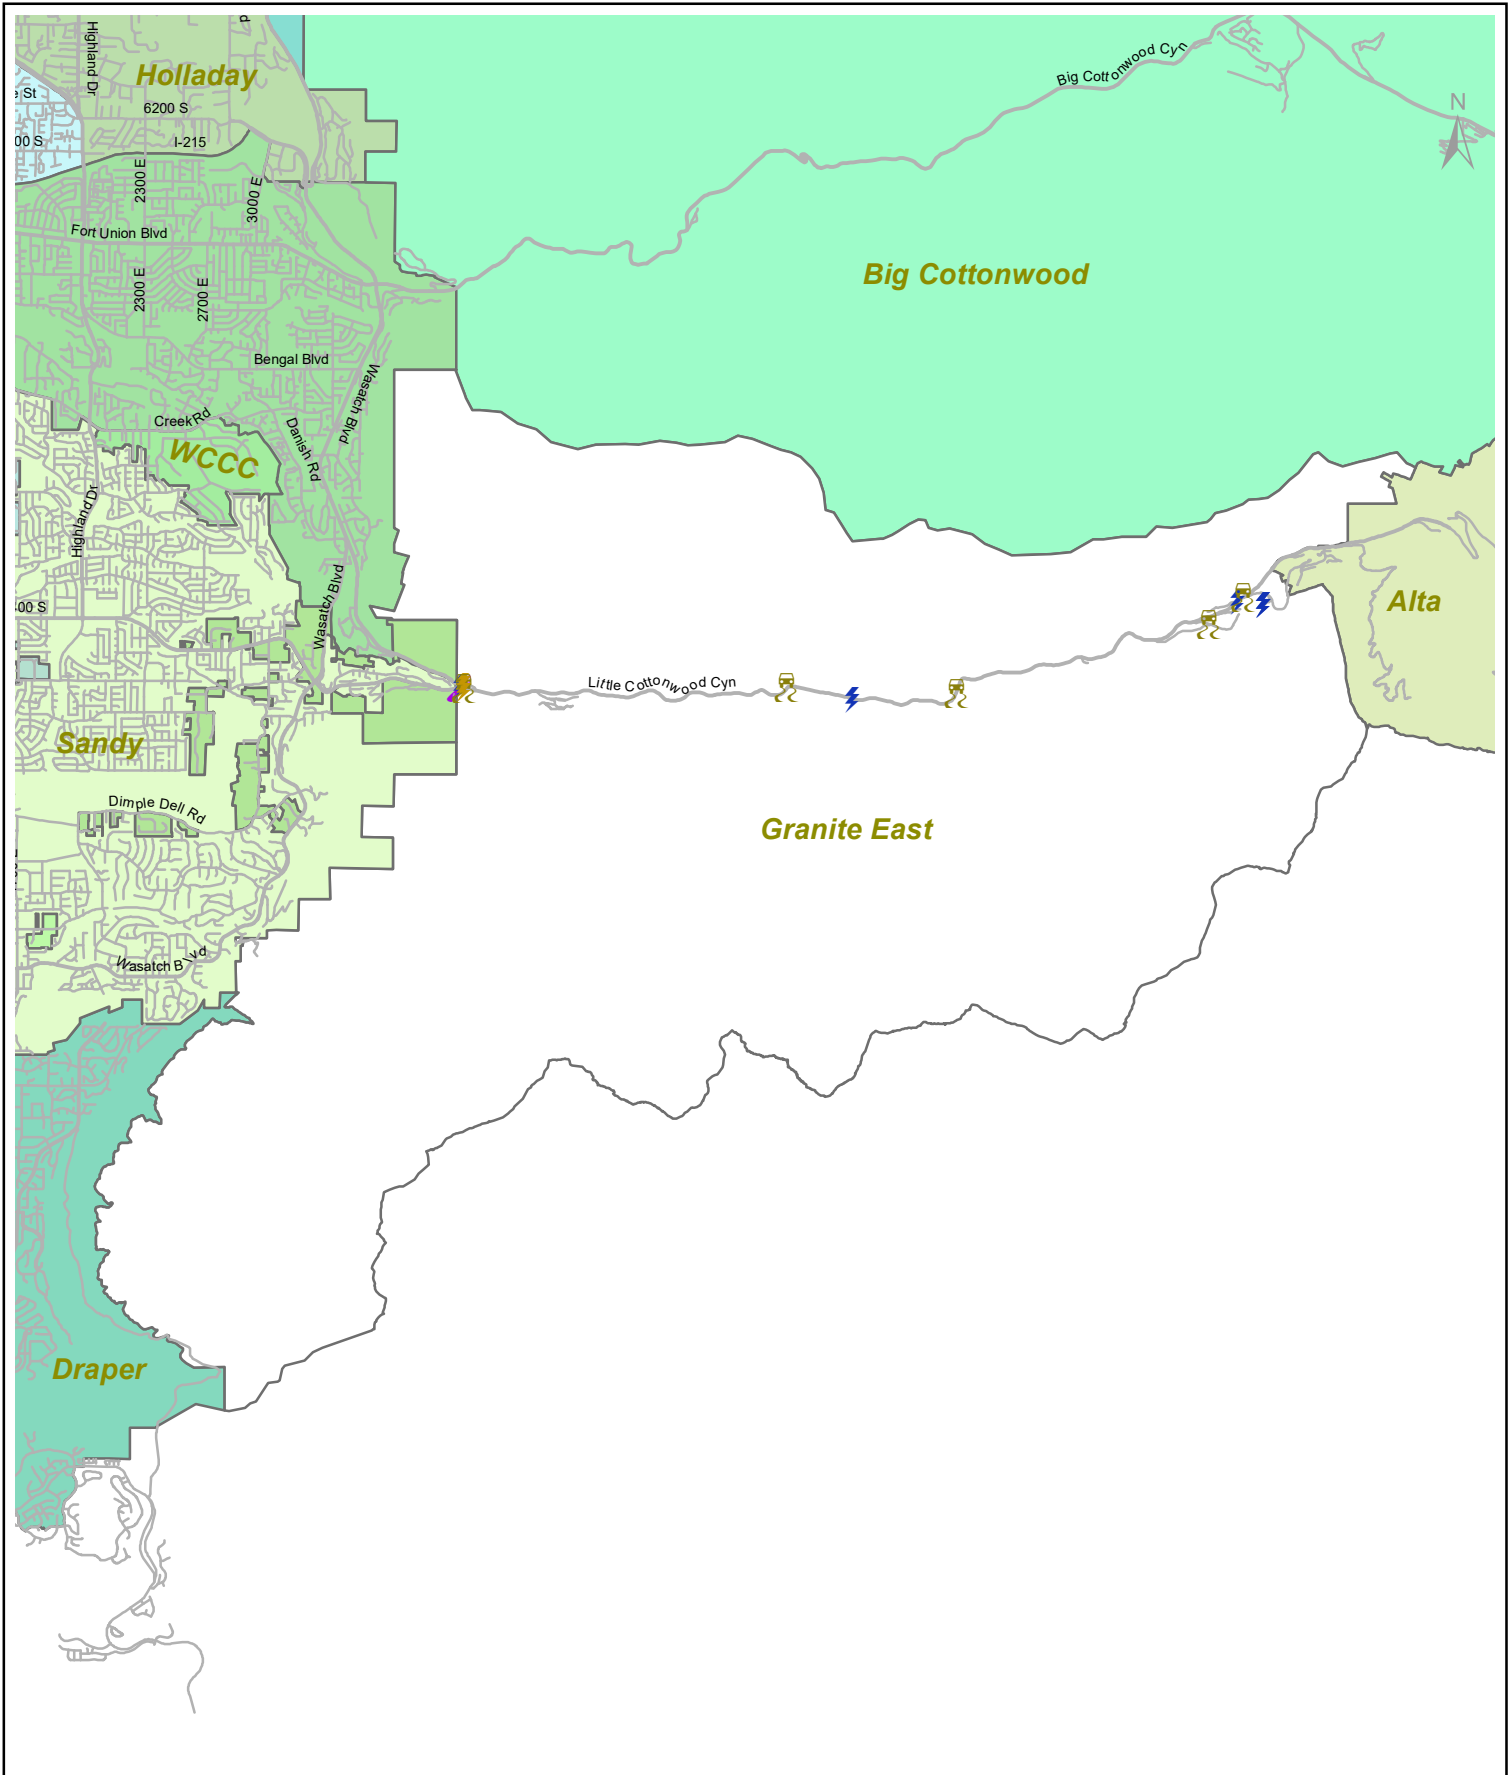 Highland Dr
Holladay
Big Cottonwood Cyn
e St
6200 S
N
00 S
I-215
2300 E
3000 E
Fort Union Blvd
Big Cottonwood
2300 E
2700 E
Bengal Blvd
Wasatch Blvd
Creek Rd
Danish Rd
WCCC
Highland Dr
Wasatch Blvd
00 S
Alta
Little Cottonwood Cyn
Sandy
Dimple Dell Rd
Granite East
Wasatch Blvd
Draper